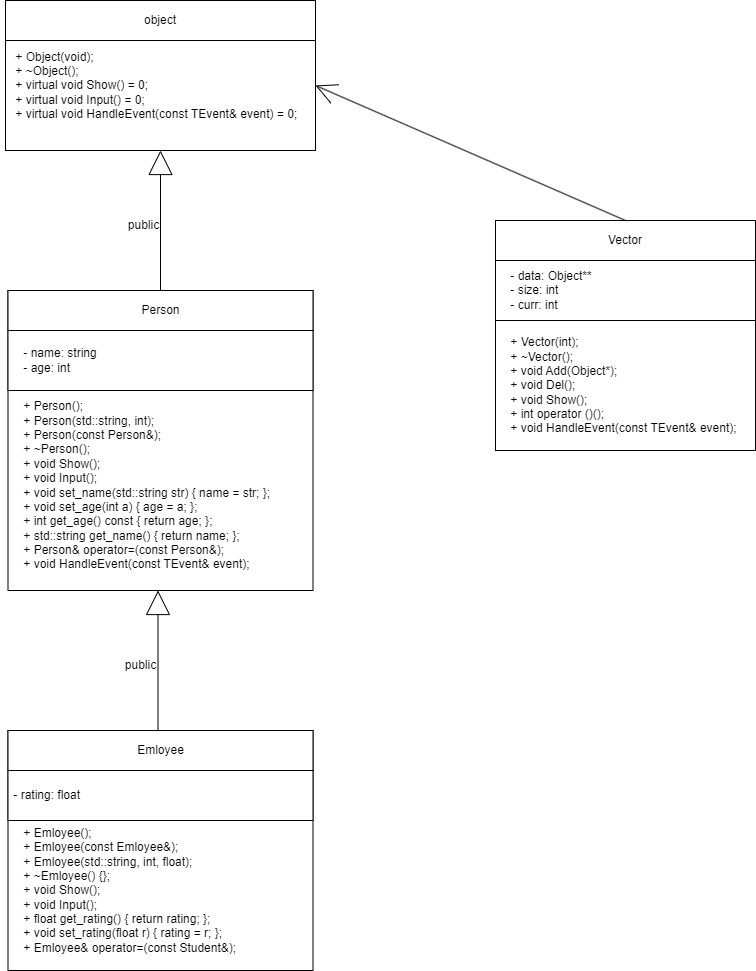 object
+ Object(void);
+ ~Object();
+ virtual void Show() = 0;
+ virtual void Input() = 0;
+ virtual void HandleEvent(const TEvent& event) = 0;
public
Person
- name: string
- age: int
+ Person();
+ Person(std::string, int);
+ Person(const Person&);
+ ~Person();
+ void Show();
+ void Input();
+ void set_name(std::string str) { name = str; };
+ void set_age(int a) { age = a; };
+ int get_age() const { return age; };
+ std::string get_name() { return name; };
+ Person& operator=(const Person&);
+ void HandleEvent(const TEvent& event);
public
Emloyee
- rating: float
+ Emloyee();
+ Emloyee(const Emloyee&);
+ Emloyee(std::string, int, float);
+ ~Emloyee() {};
+ void Show();
+ void Input();
+ float get_rating() { return rating; };
+ void set_rating(float r) { rating = r; };
+ Emloyee& operator=(const Student&);
Vector
- data: Object**
- size: int
- curr: int
+ Vector(int);
+ ~Vector();
+ void Add(Object*);
+ void Del();
+ void Show();
+ int operator ()();
+ void HandleEvent(const TEvent& event);